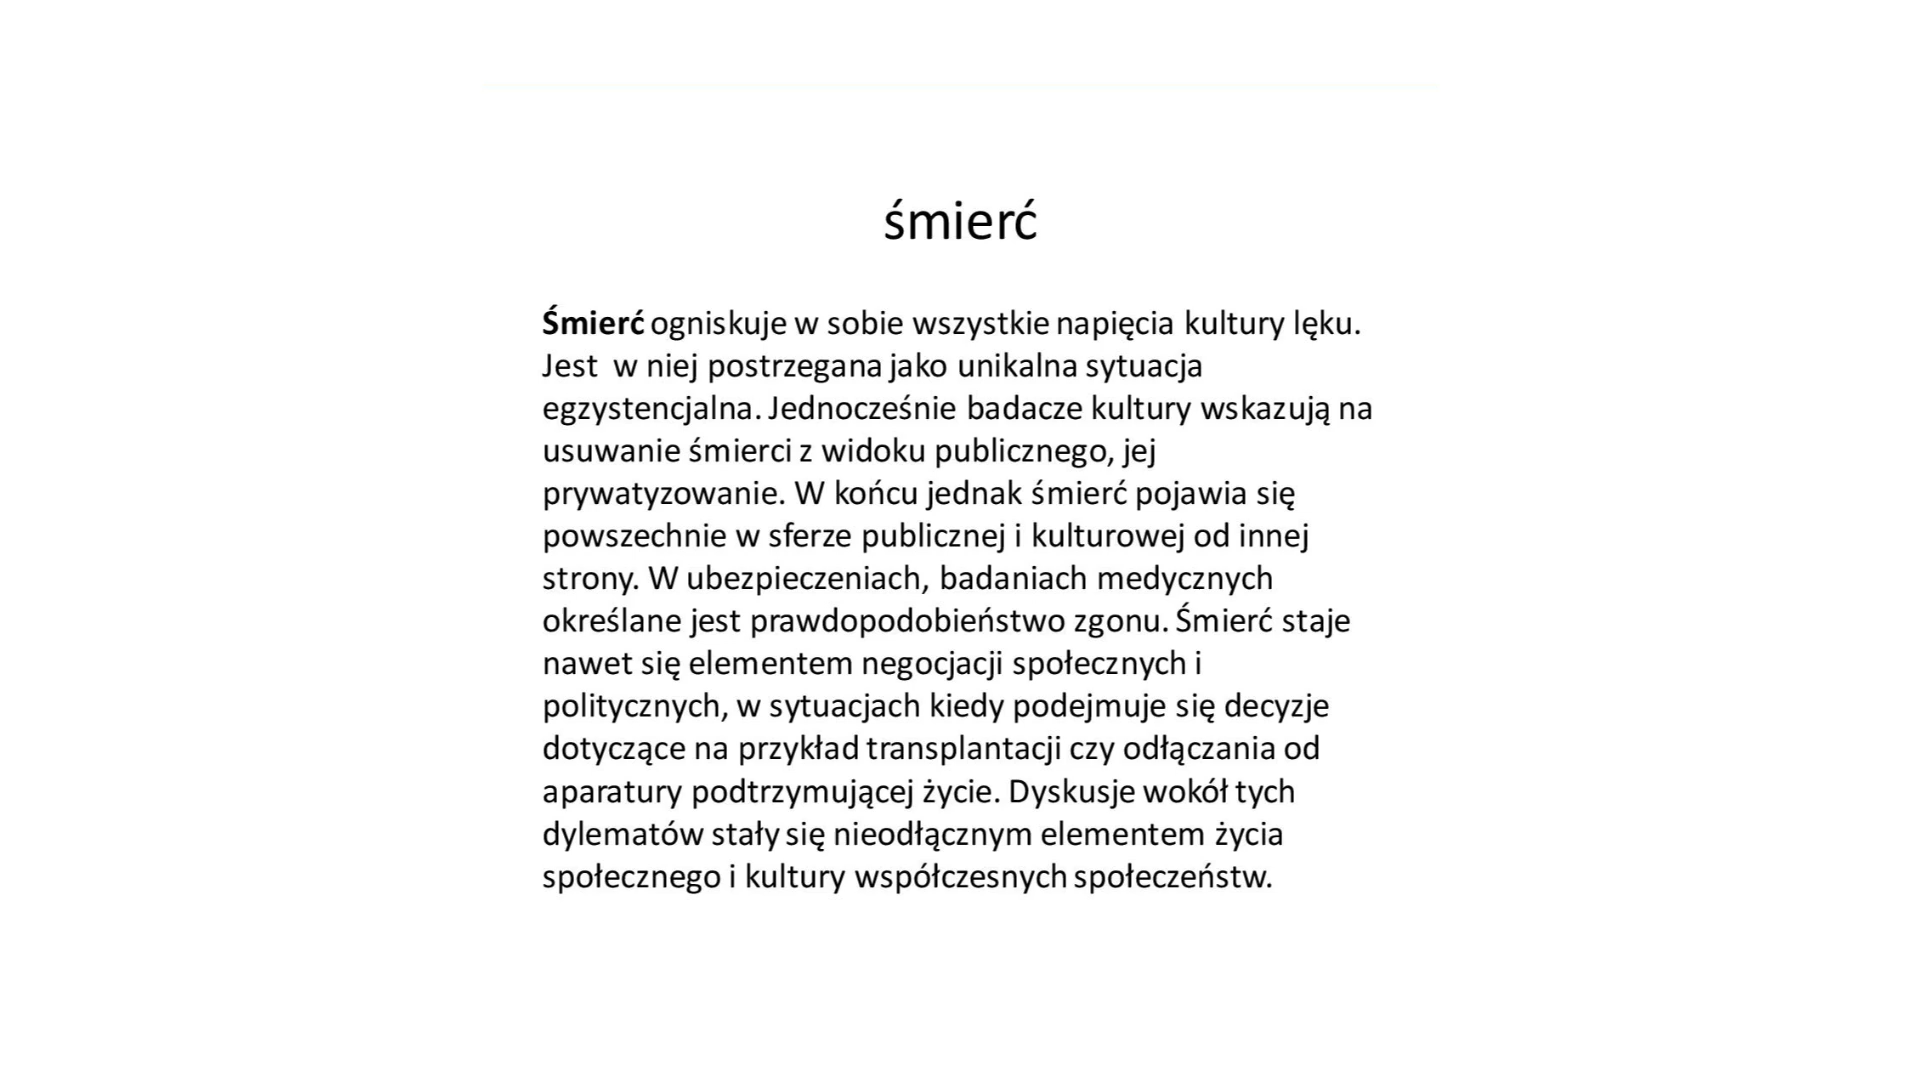 śmierć
Śmierć ogniskuje w sobie wszystkie napięcia kultury lęku.
Jest w niej postrzegana jako unikalna sytuacja
egzystencjalna. Jednocześnie badacze kultury wskazują na
usuwanie śmierci z widoku publicznego, jej
prywatyzowanie. W końcu jednak śmierć pojawia się
powszechnie w sferze publicznej i kulturowej od innej
strony. W ubezpieczeniach, badaniach medycznych
określane jest prawdopodobieństwo zgonu. Śmierć staje
nawet się elementem negocjacji społecznych i
politycznych, w sytuacjach kiedy podejmuje się decyzje
dotyczące na przykład transplantacji czy odłączania od
aparatury podtrzymującej życie. Dyskusje wokół tych
dylematów stały się nieodłącznym elementem życia
społecznego i kultury współczesnych społeczeństw.